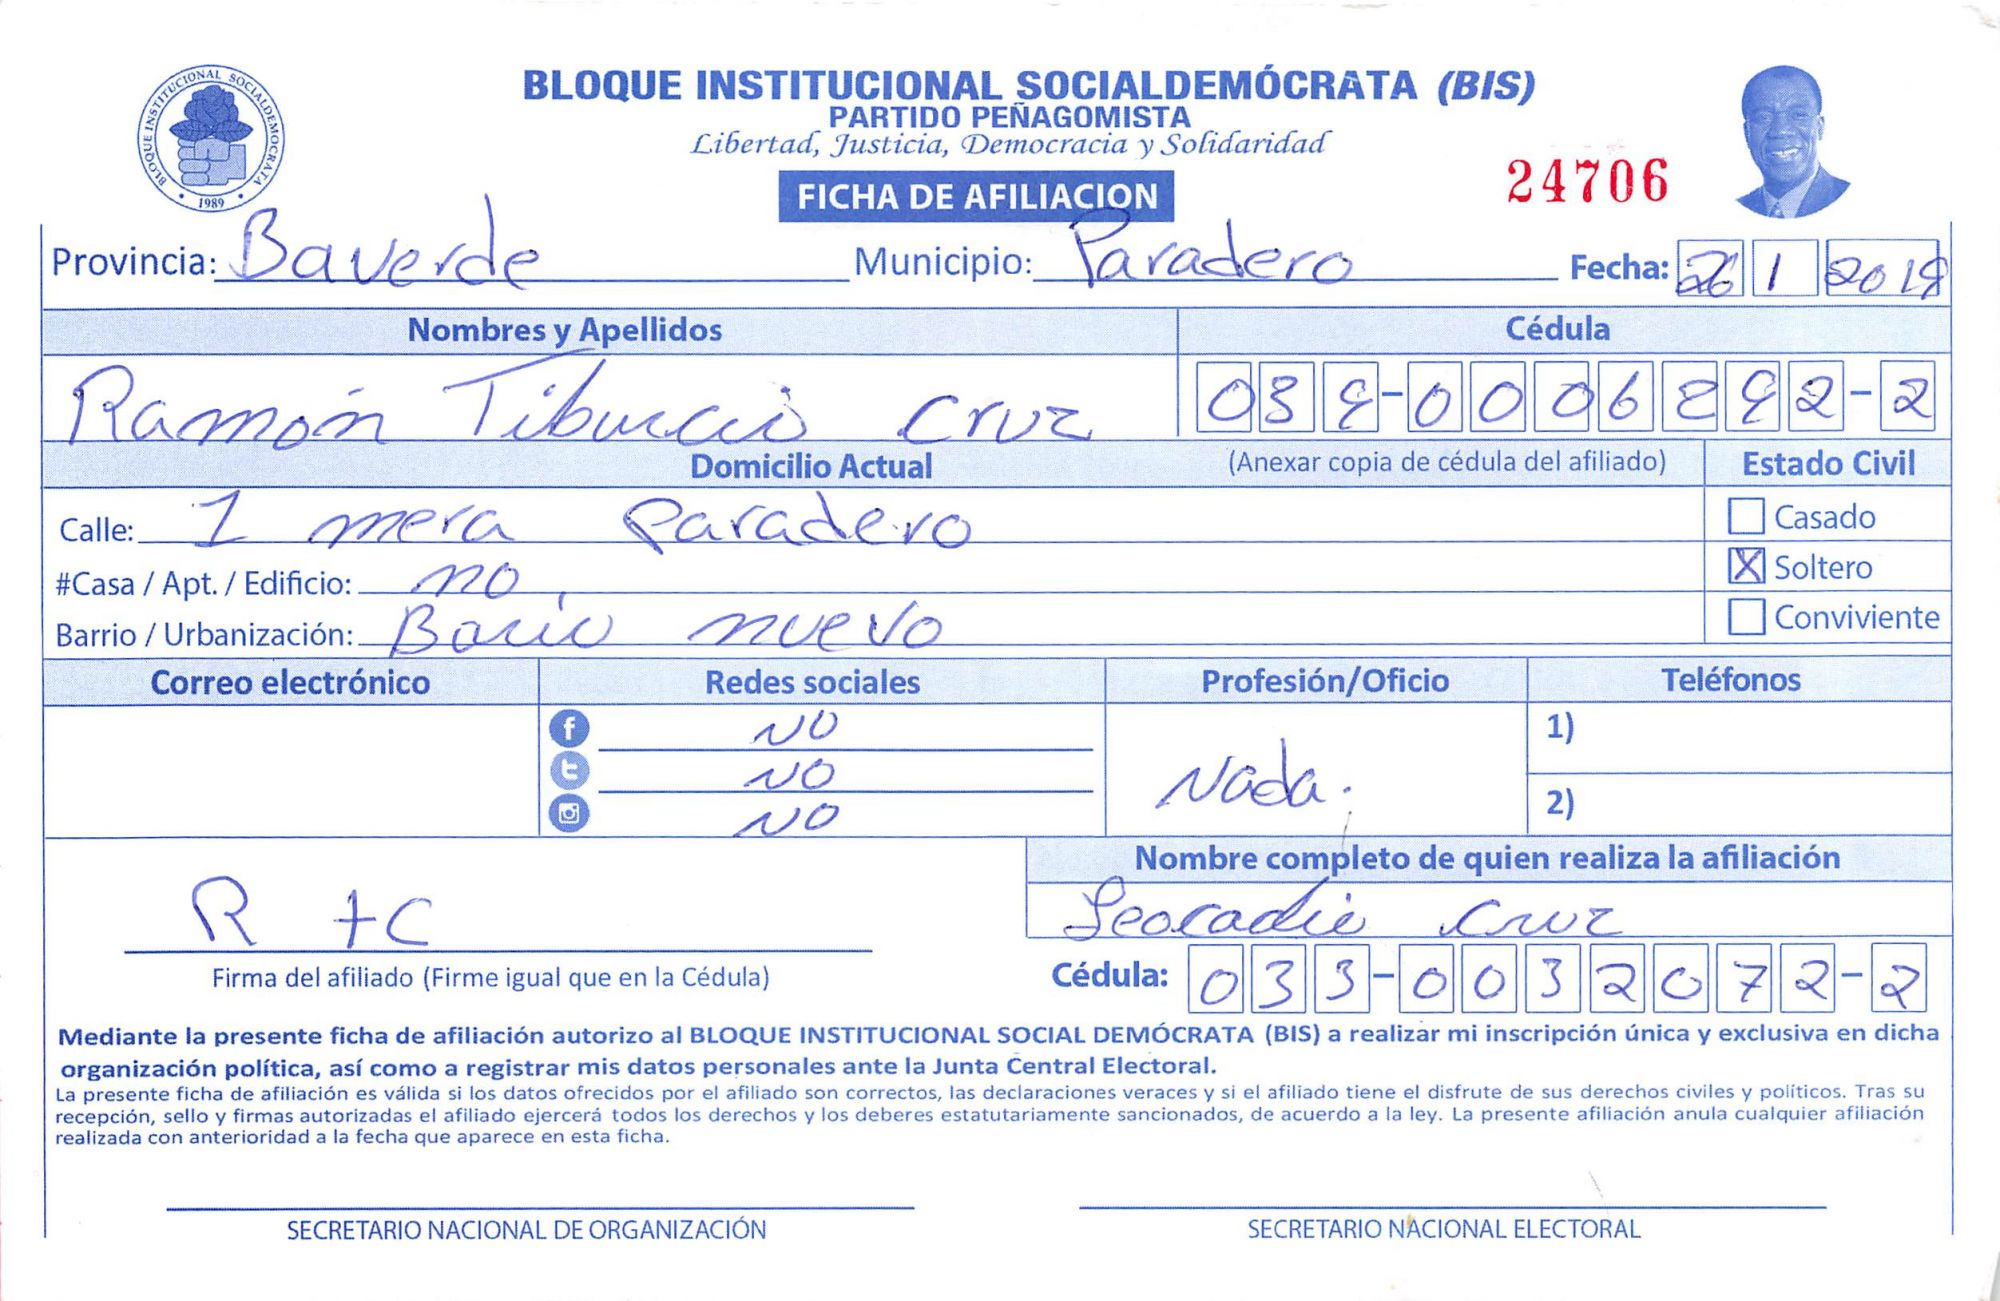 BLOQUE INSTITUCIONAL SOCIALDEMÓCRATA (BIS)
PARTIDO PEÑAGOMISTA
Libertad, Justicia, Democracia y Solidaridad
BLOQUE INSTITUCIONAL SOCIALDEMOCRATA
1989
24706
FICHA DE AFILIACION
Provincia: Baverde Municipio: Paradero Fecha: 26 1 2019
Nombres y Apellidos Cédula
Ramón Tiburcio Cruz 034-0006292-2
Domicilio Actual (Anexar copia de cédula del afiliado) Estado Civil
Calle: 1 mera Paradero Casado
#Casa / Apt. / Edificio: no X Soltero
Barrio / Urbanización: Barrio nuevo Conviviente
Correo electrónico Redes sociales Profesión/Oficio Teléfonos
NO 1)
NO Nada.
NO 2)
Nombre completo de quien realiza la afiliación
R t C Leocadio Cruz
Firma del afiliado (Firme igual que en la Cédula) Cédula: 033-0032072-2
Mediante la presente ficha de afiliación autorizo al BLOQUE INSTITUCIONAL SOCIAL DEMÓCRATA (BIS) a realizar mi inscripción única y exclusiva en dicha
organización política, así como a registrar mis datos personales ante la Junta Central Electoral.
La presente ficha de afiliación es válida si los datos ofrecidos por el afiliado son correctos, las declaraciones veraces y si el afiliado tiene el disfrute de sus derechos civiles y políticos. Tras su
recepción, sello y firmas autorizadas el afiliado ejercerá todos los derechos y los deberes estatutariamente sancionados, de acuerdo a la ley. La presente afiliación anula cualquier afiliación
realizada con anterioridad a la fecha que aparece en esta ficha.
SECRETARIO NACIONAL DE ORGANIZACIÓN SECRETARIO NACIONAL ELECTORAL